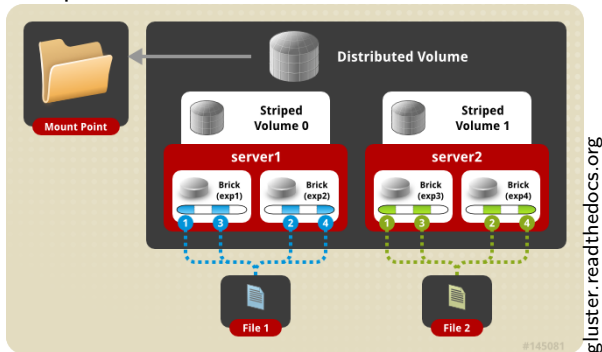 Distributed Volume
Mount Point
Striped
Volume 0
Striped
Volume 1
server1
server2
Brick
(exp1)
Brick
(exp2)
Brick
(exp3)
Brick
(exp4)
1
3
2
4
1
3
2
4
File 1
File 2
#145081
gluster.readthedocs.org